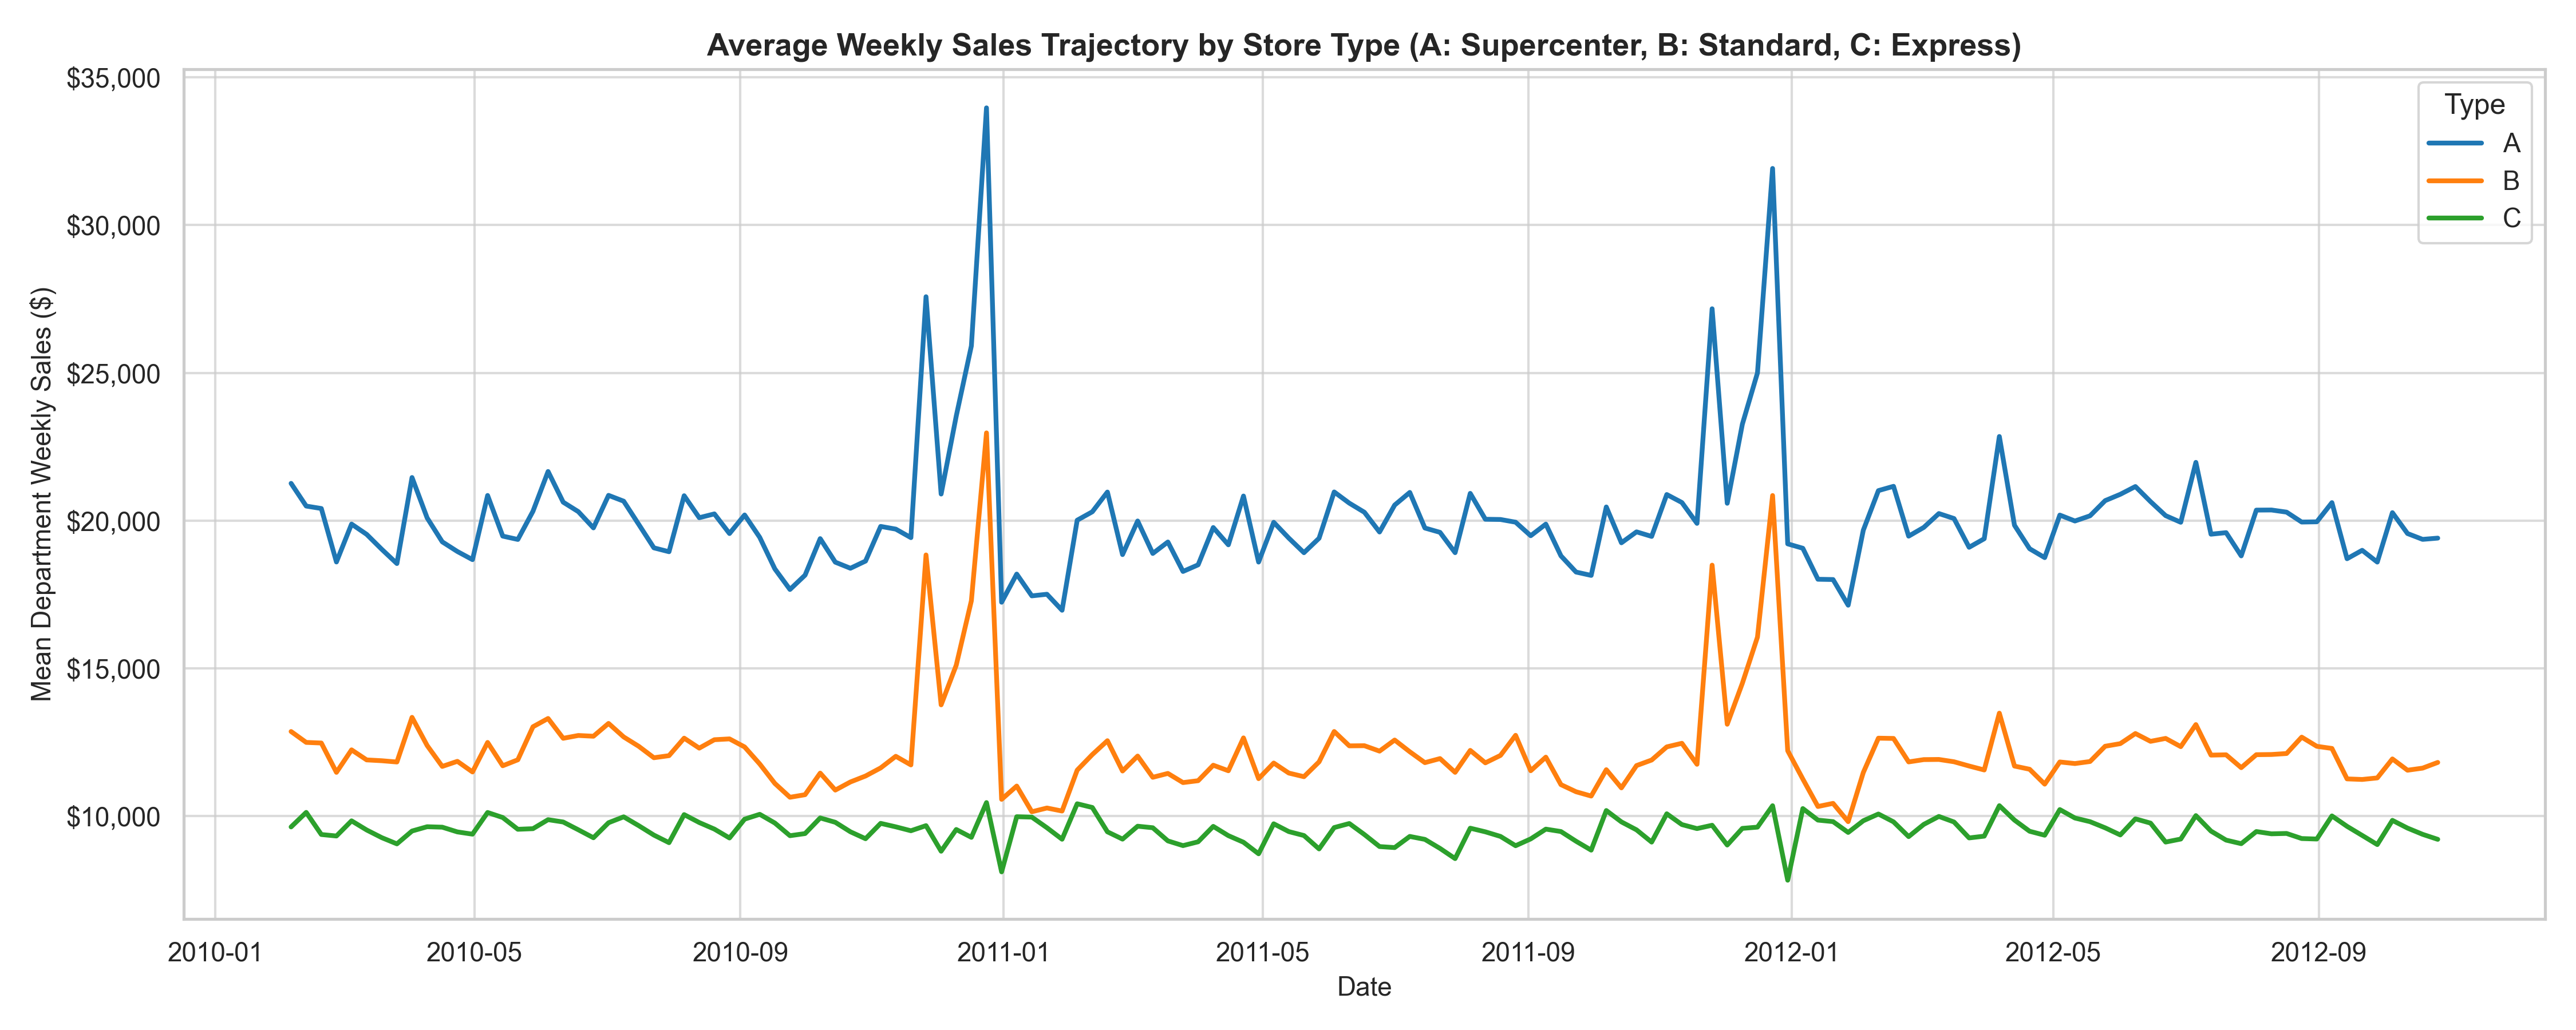 Average Weekly Sales Trajectory by Store Type (A: Supercenter, B: Standard, C: Express)
Mean Department Weekly Sales ($)
$35,000
$30,000
$25,000
$20,000
$15,000
$10,000
Type
A
B
C
2010-01
2010-05
2010-09
2011-01
2011-05
2011-09
2012-01
2012-05
2012-09
Date